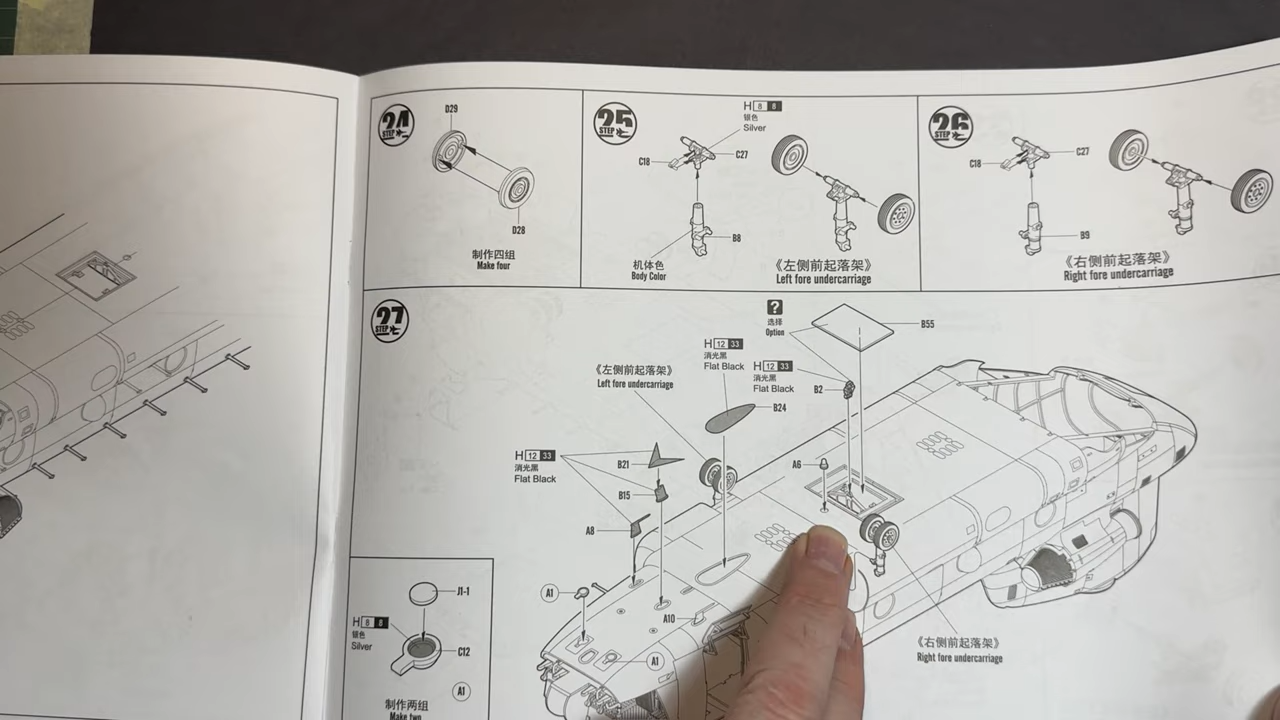 24
STEP
D29
D28
制作四组
Make four
25
STEP
H 8 8
银色
Silver
C18
C27
B8
机体色
Body Color
《左侧前起落架》
Left fore undercarriage
26
STEP
C18
C27
B9
《右侧前起落架》
Right fore undercarriage
27
STEP
?
选择
Option
B55
H 12 33
消光黑
Flat Black
H 12 33
消光黑
Flat Black
B2
《左侧前起落架》
Left fore undercarriage
B24
H 12 33
消光黑
Flat Black
B21
B15
A8
A6
A1
A10
A1
《右侧前起落架》
Right fore undercarriage
J1-1
H 8 8
银色
Silver
C12
A1
制作两组
Make two